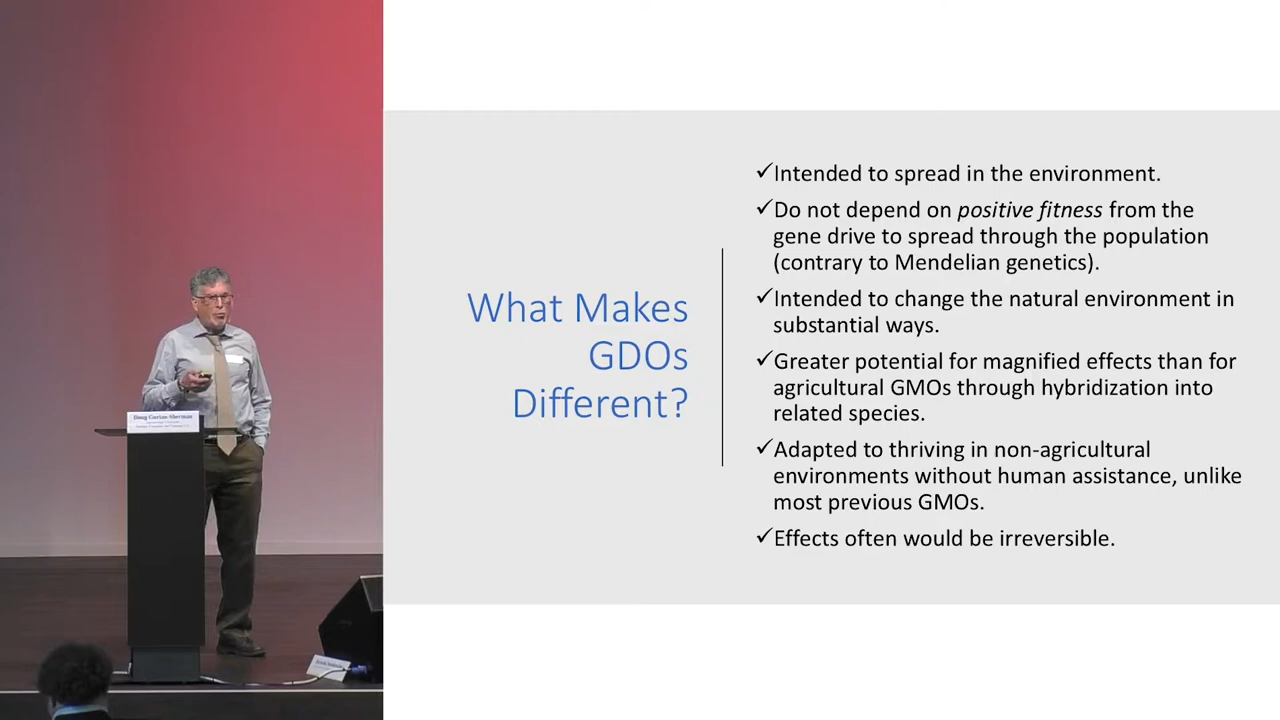 Doug Gurian-Sherman
What Makes
GDOs
Different?
✓Intended to spread in the environment.
✓Do not depend on positive fitness from the
gene drive to spread through the population
(contrary to Mendelian genetics).
✓Intended to change the natural environment in
substantial ways.
✓Greater potential for magnified effects than for
agricultural GMOs through hybridization into
related species.
✓Adapted to thriving in non-agricultural
environments without human assistance, unlike
most previous GMOs.
✓Effects often would be irreversible.